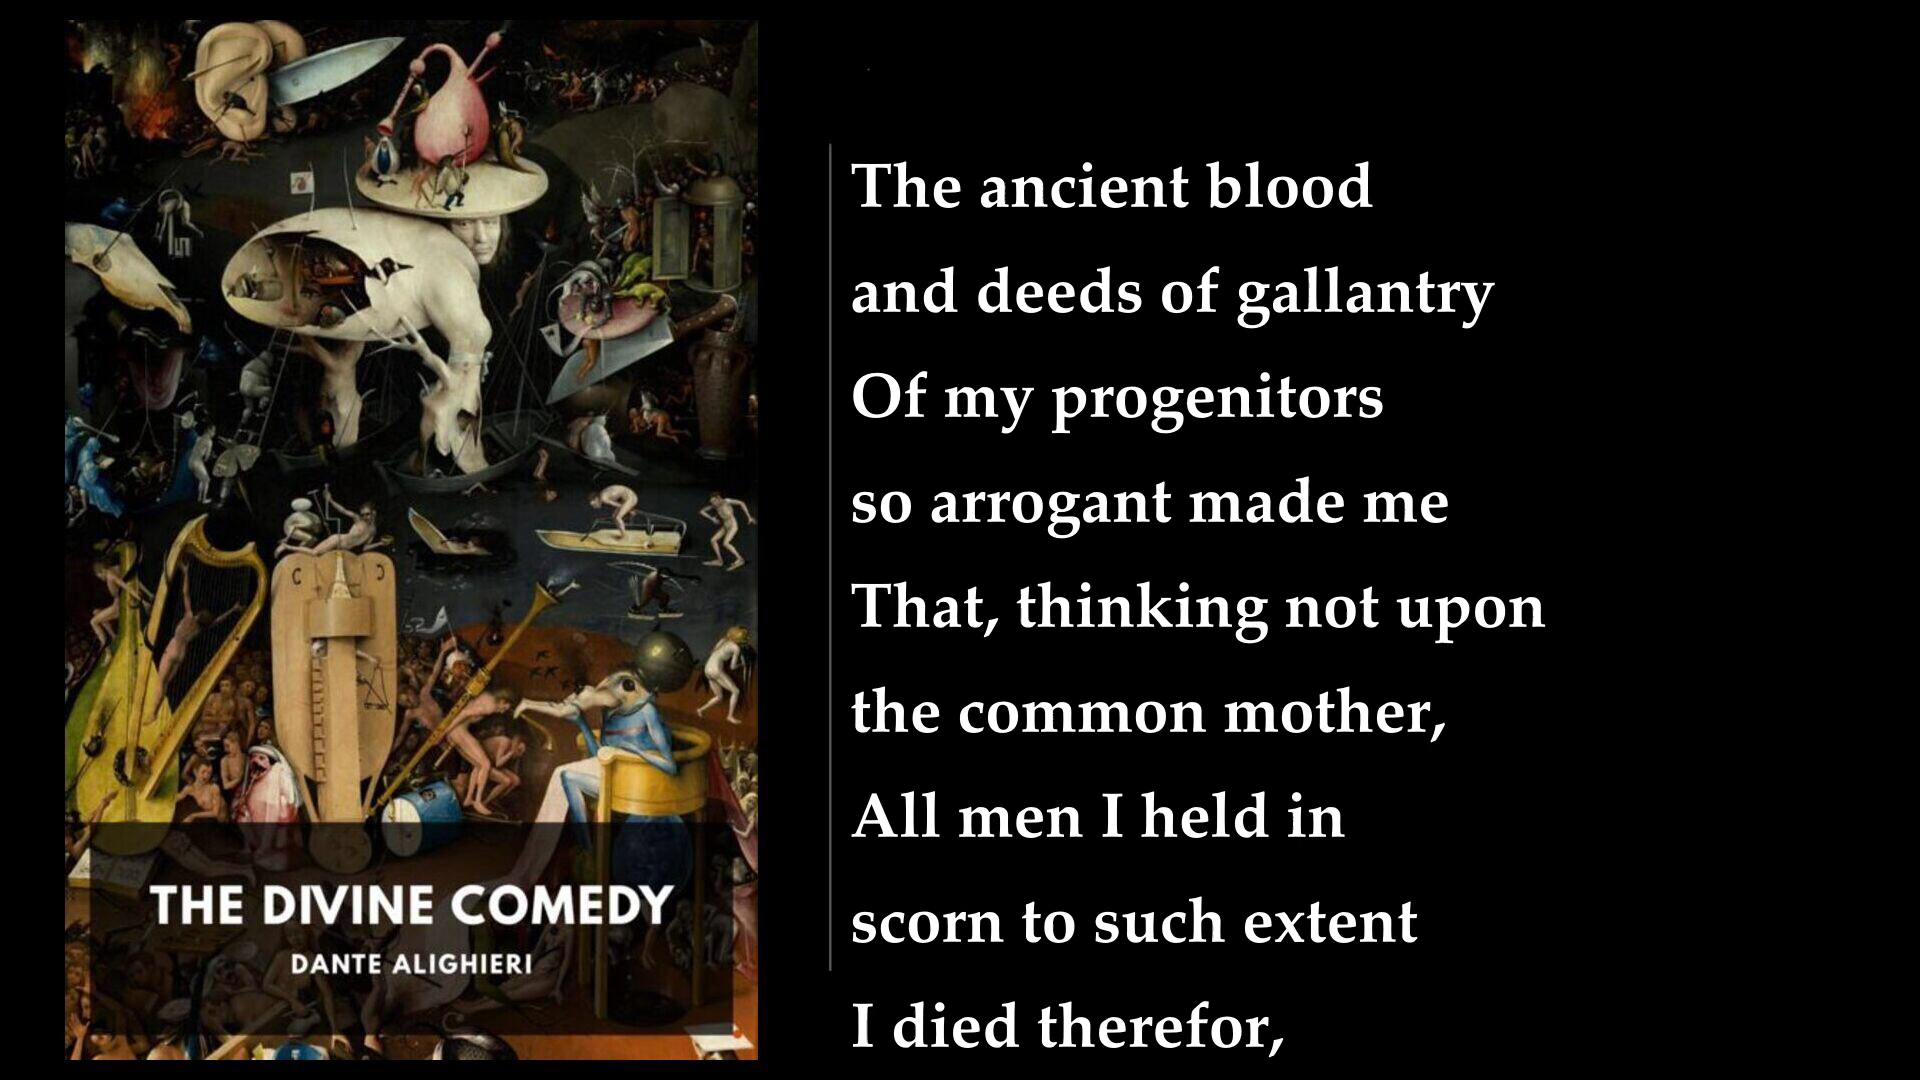 The ancient blood
and deeds of gallantry
Of my progenitors
so arrogant made me
That, thinking not upon
the common mother,
All men I held in
scorn to such extent
I died therefor,
THE DIVINE COMEDY
DANTE ALIGHIERI